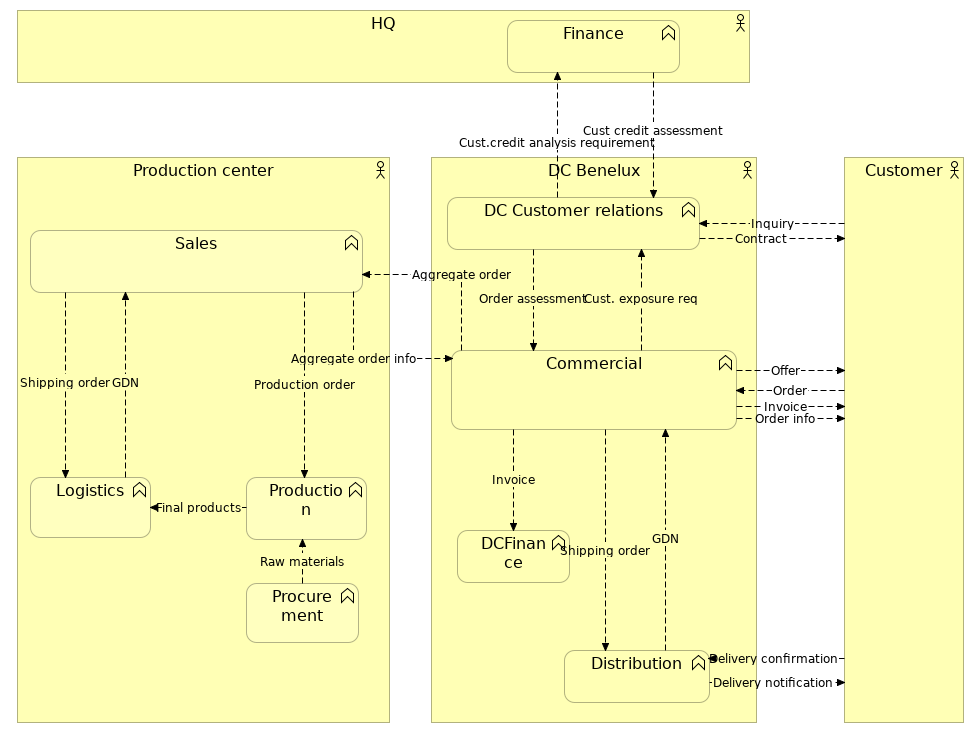 HQ
Finance
Cust credit assessment
Cust.credit analysis requirement
Production center
DC Benelux
Customer
DC Customer relations
Inquiry
Contract
Sales
Aggregate order
Order assessment
Cust. exposure req
Aggregate order info
Commercial
Offer
Order
Invoice
Order info
Shipping order
GDN
Production order
Invoice
Logistics
Productio
n
Final products
DCFinan
ce
Shipping order
GDN
Raw materials
Procure
ment
Distribution
Delivery confirmation
Delivery notification